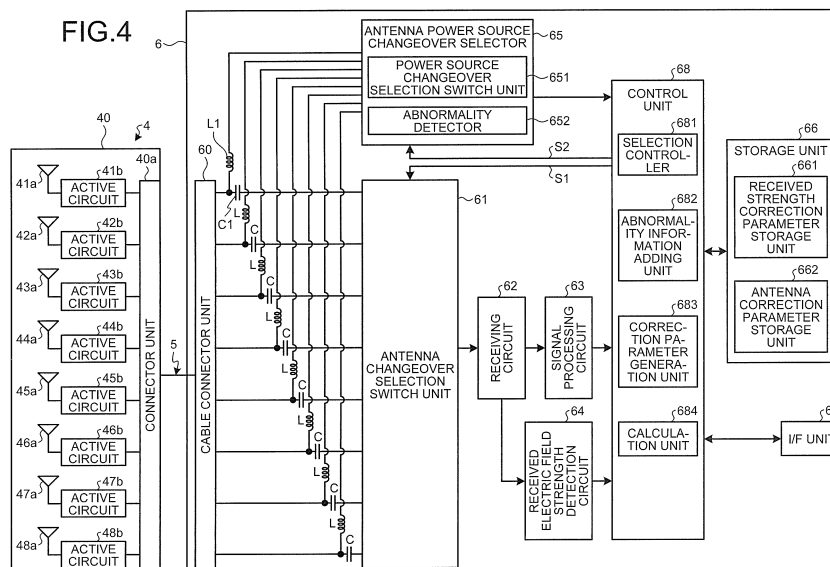 FIG.4
6
ANTENNA POWER SOURCE
CHANGEOVER SELECTOR
65
POWER SOURCE
CHANGEOVER
SELECTION SWITCH UNIT
651
ABNORMALITY
DETECTOR
652
68
CONTROL
UNIT
681
SELECTION
CONTROL-
LER
682
ABNORMAL-
ITY INFOR-
MATION
ADDING UNIT
683
CORREC-
TION PA-
RAMETER
GENERATION
UNIT
684
CALCULA-
TION UNIT
66
STORAGE UNIT
661
RECEIVED
STRENGTH
CORRECTION
PARAMETER
STORAGE
UNIT
662
ANTENNA
CORRECTION
PARAMETER
STORAGE
UNIT
I/F UNIT
6
S2
S1
40
4
40a
CONNECTOR UNIT
41a
41b
ACTIVE
CIRCUIT
42a
42b
ACTIVE
CIRCUIT
43a
43b
ACTIVE
CIRCUIT
44a
44b
ACTIVE
CIRCUIT
45a
45b
ACTIVE
CIRCUIT
46a
46b
ACTIVE
CIRCUIT
47a
47b
ACTIVE
CIRCUIT
48a
48b
ACTIVE
CIRCUIT
5
60
CABLE CONNECTOR UNIT
L1
C1
L
C
L
C
L
C
L
C
L
C
L
C
L
C
61
ANTENNA
CHANGEOVER
SELECTION
SWITCH UNIT
62
RECEIVING
CIRCUIT
63
SIGNAL
PROCESSING
CIRCUIT
64
RECEIVED
ELECTRIC FIELD
STRENGTH
DETECTION
CIRCUIT